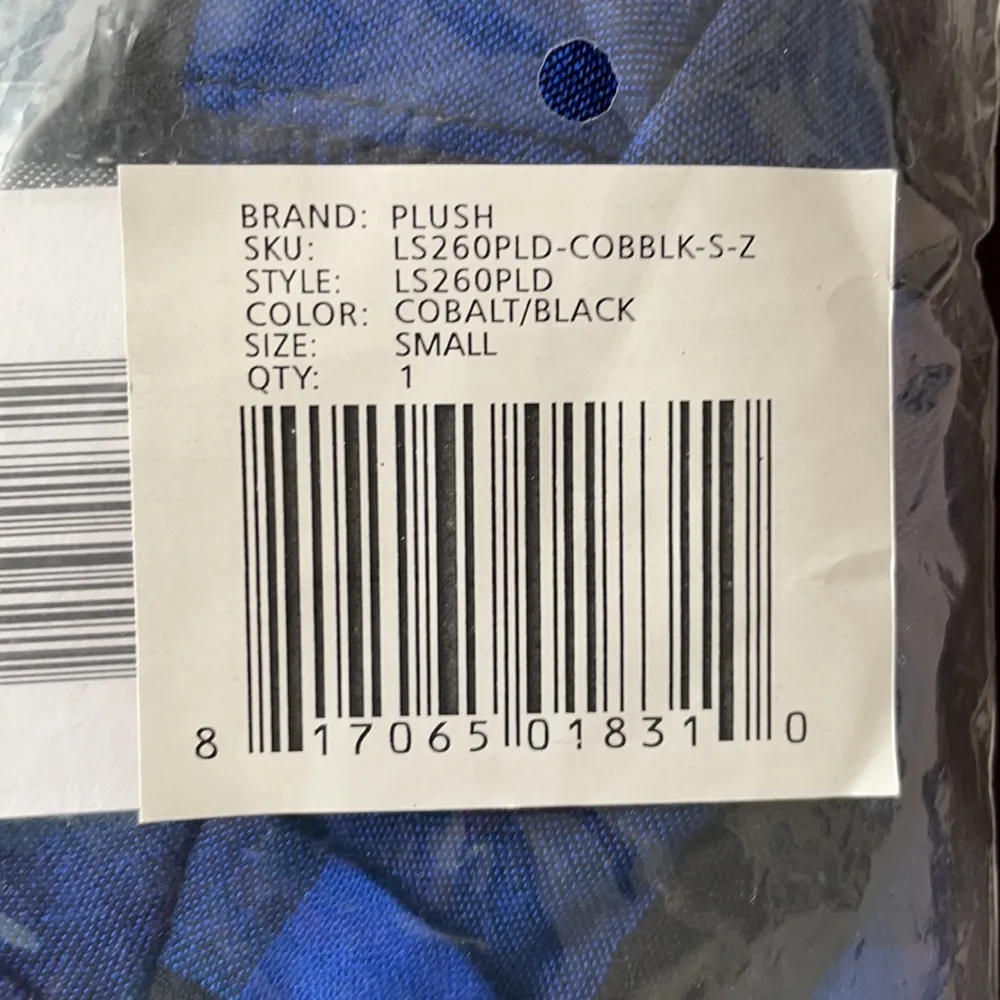 BRAND: PLUSH
SKU: LS260PLD-COBBLK-S-Z
STYLE: LS260PLD
COLOR: COBALT/BLACK
SIZE: SMALL
QTY: 1
8 17065 01831 0